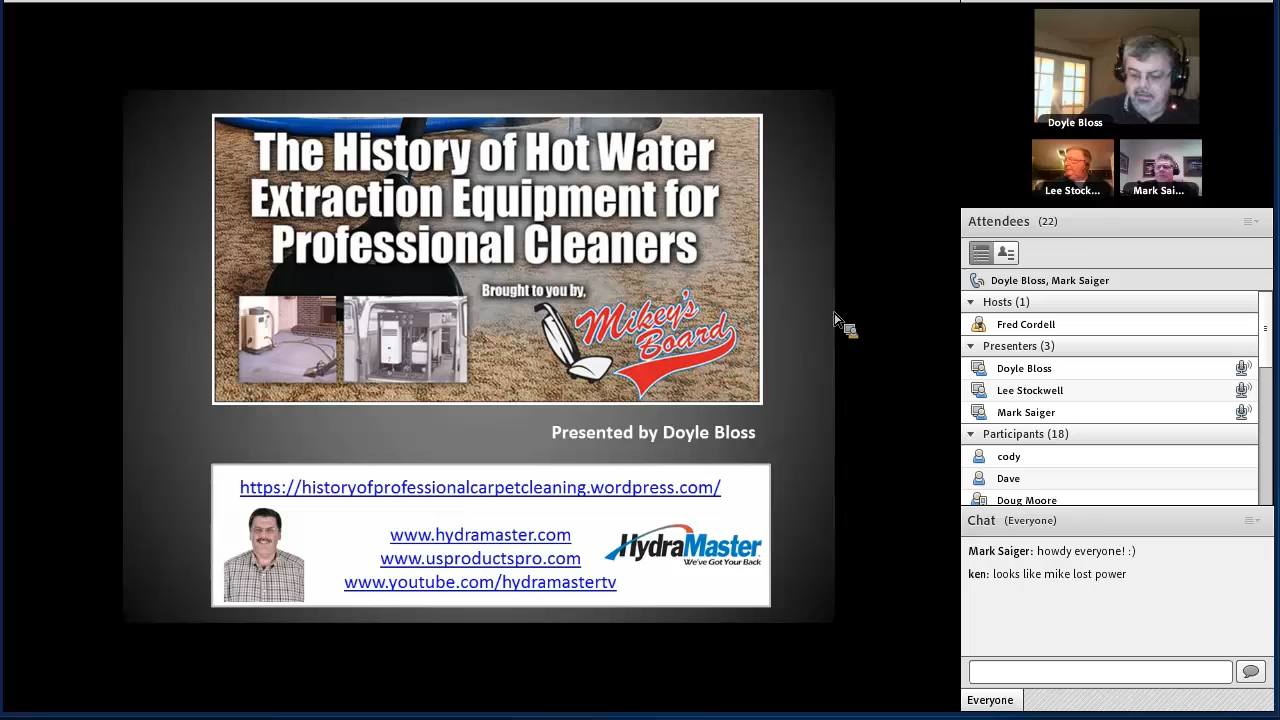 The History of Hot Water
Extraction Equipment for
Professional Cleaners
Brought to you by,
Mikey's
Board
Presented by Doyle Bloss
https://historyofprofessionalcarpetcleaning.wordpress.com/
www.hydramaster.com
www.usproductspro.com
www.youtube.com/hydramastertv
HydraMaster
We've Got Your Back
Doyle Bloss
Lee Stock...
Mark Sai...
Attendees (22)
Doyle Bloss, Mark Saiger
Hosts (1)
Fred Cordell
Presenters (3)
Doyle Bloss
Lee Stockwell
Mark Saiger
Participants (18)
cody
Dave
Doug Moore
Chat (Everyone)
Mark Saiger: howdy everyone! :)
ken: looks like mike lost power
Everyone